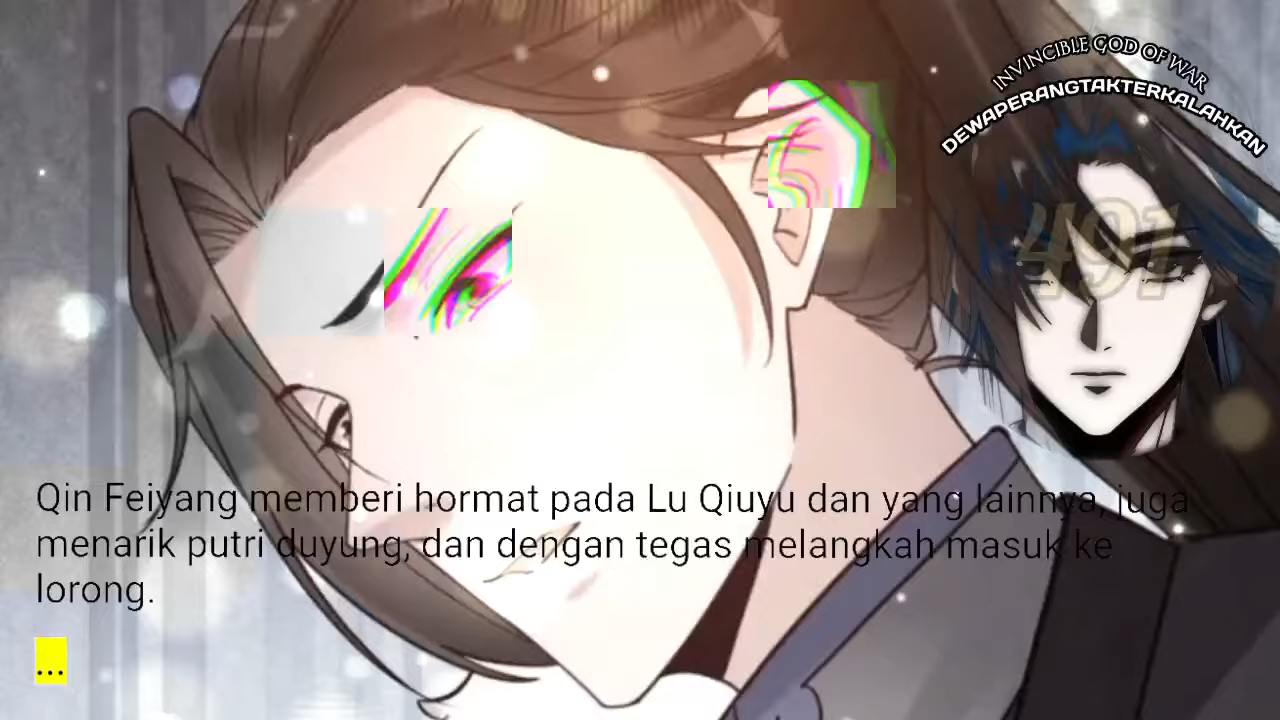 INVINCIBLE GOD OF WAR
DEWAPERANGTAKTERKALAHKAN
491
Qin Feiyang memberi hormat pada Lu Qiuyu dan yang lainnya, juga
menarik putri duyung, dan dengan tegas melangkah masuk ke
lorong.
...